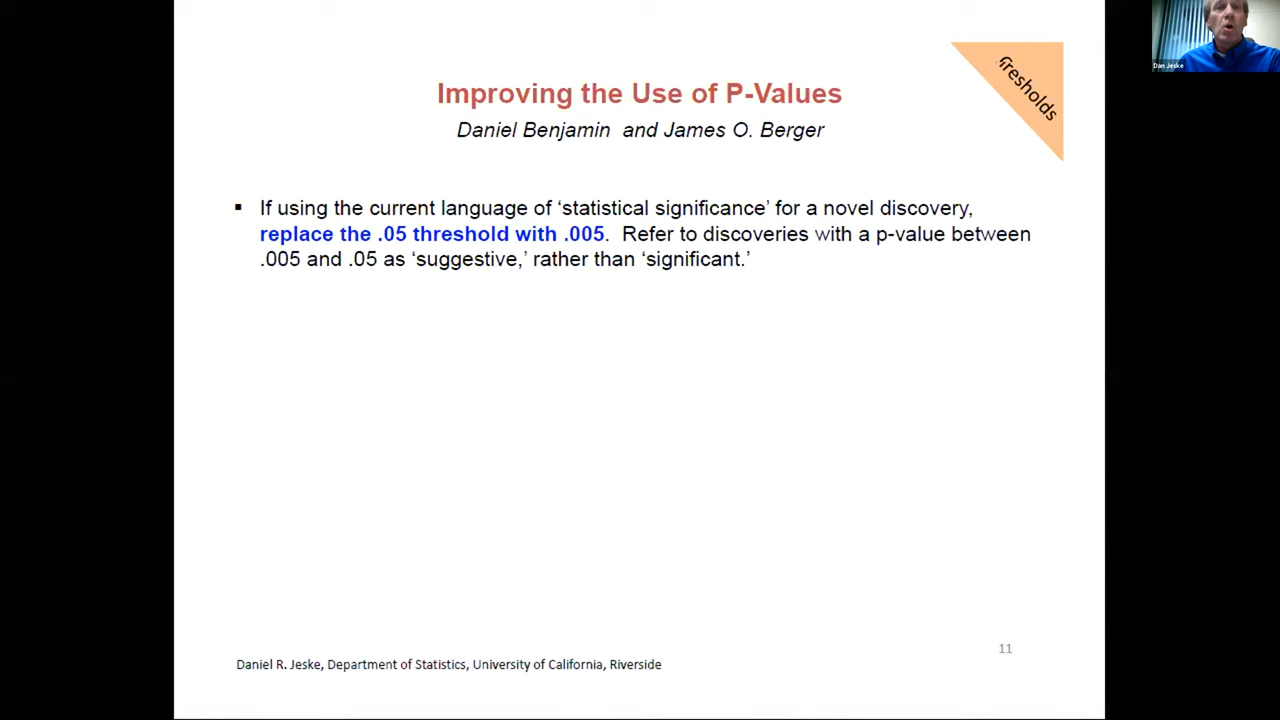 Dan Jeske
Improving the Use of P-Values
Daniel Benjamin and James O. Berger
▪ If using the current language of ‘statistical significance’ for a novel discovery,
replace the .05 threshold with .005. Refer to discoveries with a p-value between
.005 and .05 as ‘suggestive,’ rather than ‘significant.’
11
Daniel R. Jeske, Department of Statistics, University of California, Riverside